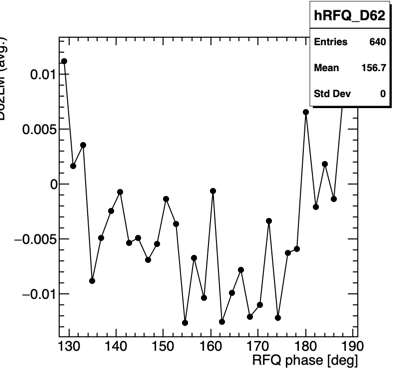 hRFQ_D62
Entries 640
Mean 156.7
Std Dev 0
D62LM (avg.)
0.01
0.005
0
−0.005
−0.01
130 140 150 160 170 180 190
RFQ phase [deg]